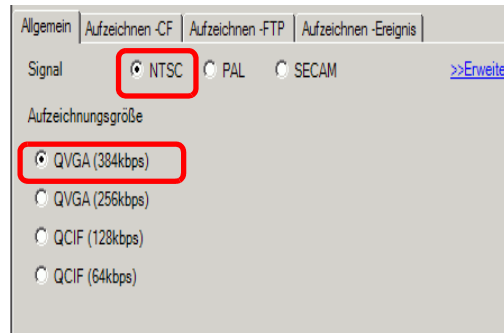 Allgemein Aufzeichnen -CF Aufzeichnen -FTP Aufzeichnen -Ereignis
Signal NTSC PAL SECAM >>Erweite
Aufzeichnungsgröße
QVGA (384kbps)
QVGA (256kbps)
QCIF (128kbps)
QCIF (64kbps)